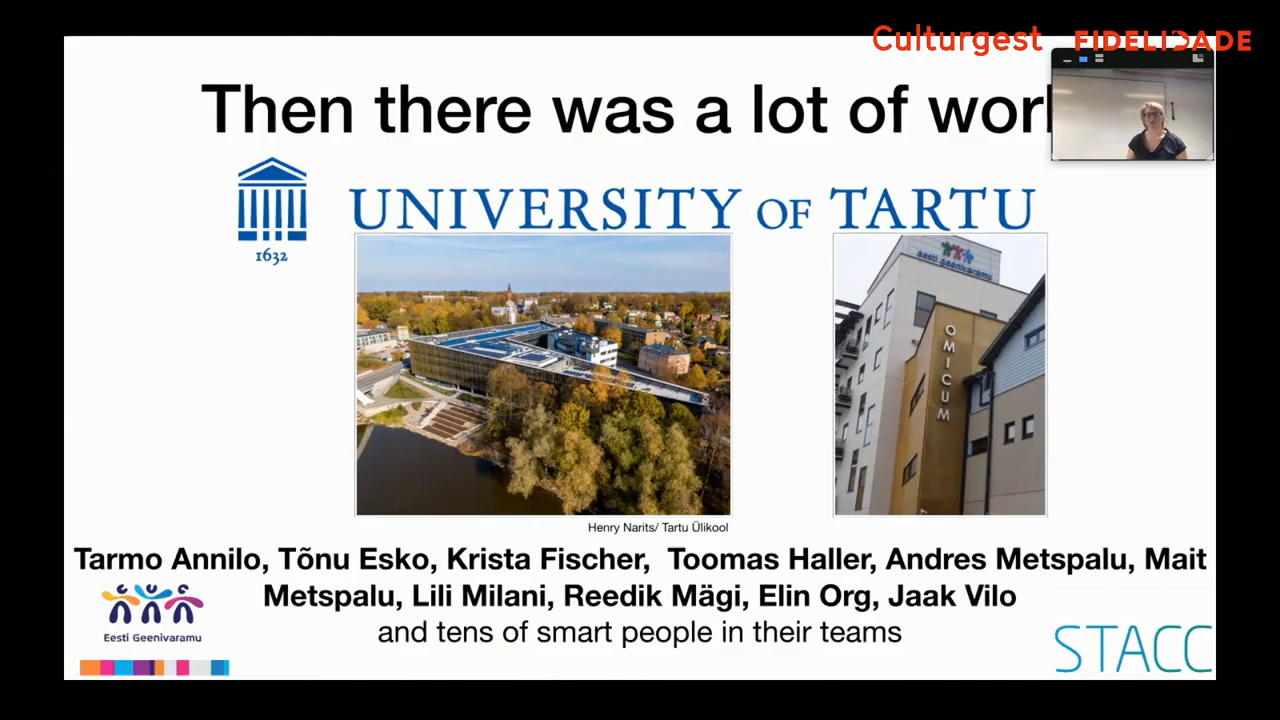 Culturgest FIDELIDADE
Then there was a lot of work
UNIVERSITY OF TARTU
1632
eesti geenivaramu
OMICUM
Henry Narits/ Tartu Ülikool
Tarmo Annilo, Tõnu Esko, Krista Fischer, Toomas Haller, Andres Metspalu, Mait
Metspalu, Lili Milani, Reedik Mägi, Elin Org, Jaak Vilo
and tens of smart people in their teams
Eesti Geenivaramu
STACC